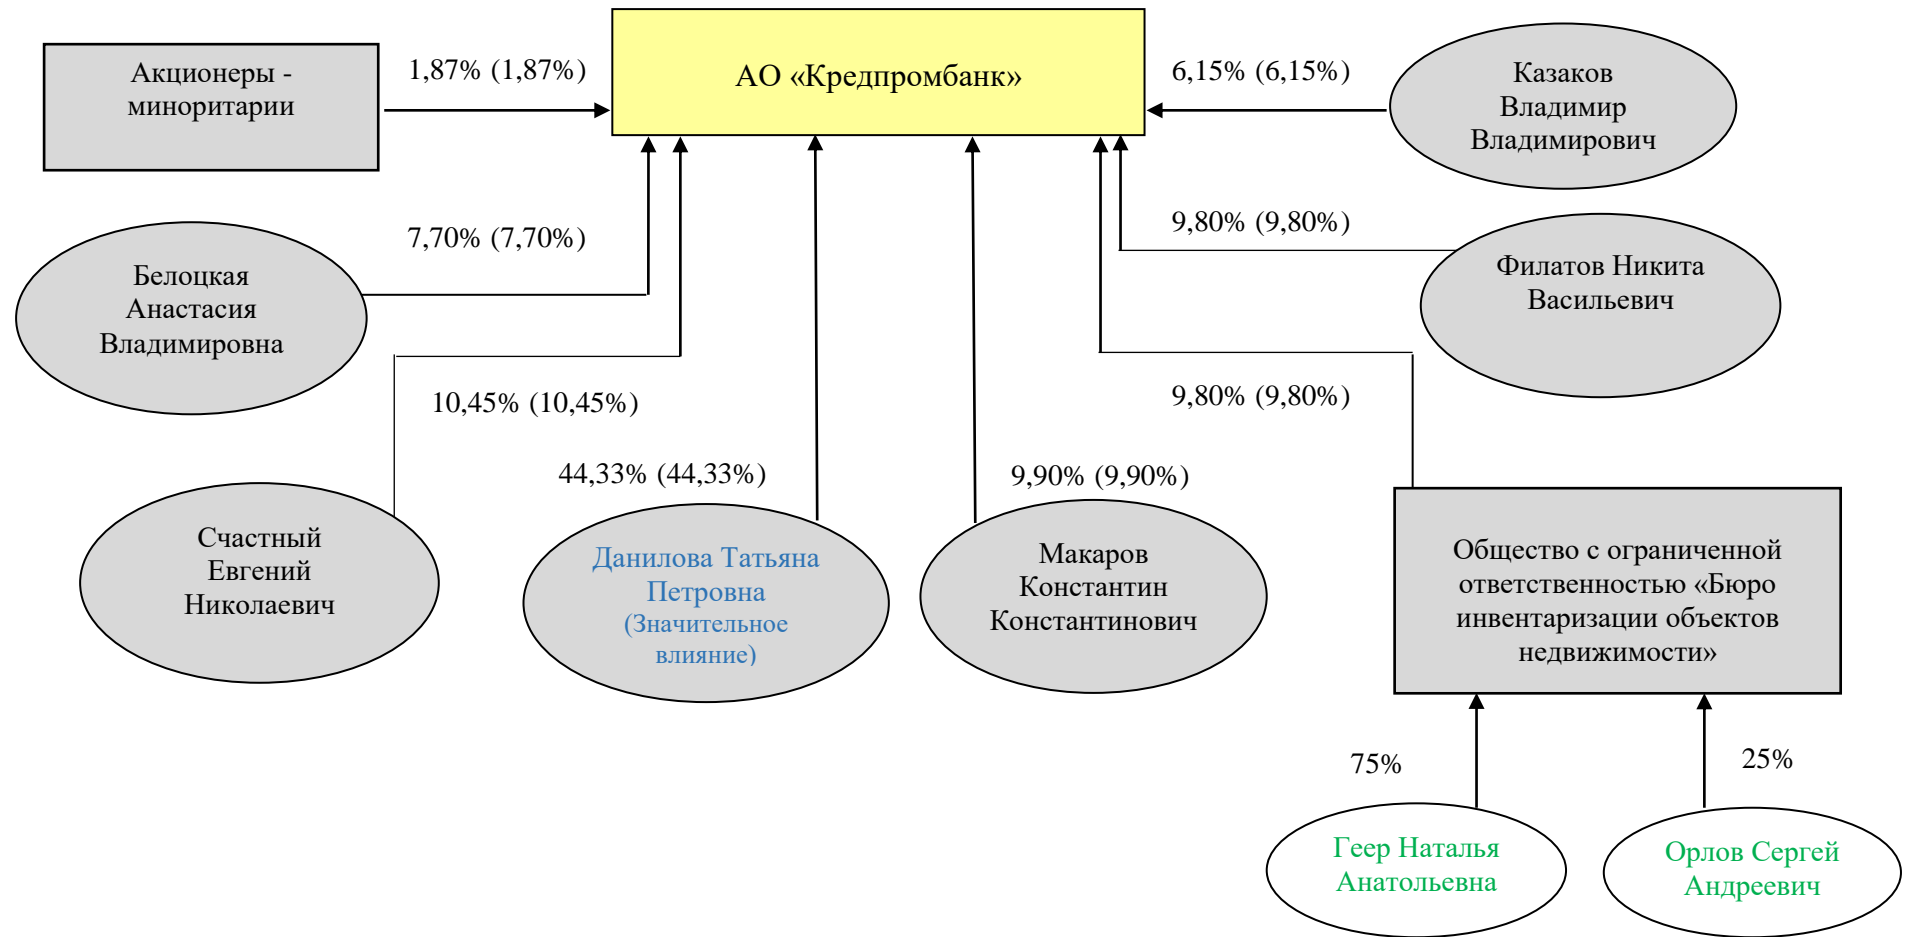 Акционеры -
миноритарии
1,87% (1,87%)
АО «Кредпромбанк»
6,15% (6,15%)
Казаков
Владимир
Владимирович
7,70% (7,70%)
Белоцкая
Анастасия
Владимировна
9,80% (9,80%)
Филатов Никита
Васильевич
10,45% (10,45%)
9,80% (9,80%)
44,33% (44,33%)
9,90% (9,90%)
Счастный
Евгений
Николаевич
Данилова Татьяна
Петровна
(Значительное
влияние)
Макаров
Константин
Константинович
Общество с ограниченной
ответственностью «Бюро
инвентаризации объектов
недвижимости»
75%
25%
Геер Наталья
Анатольевна
Орлов Сергей
Андреевич